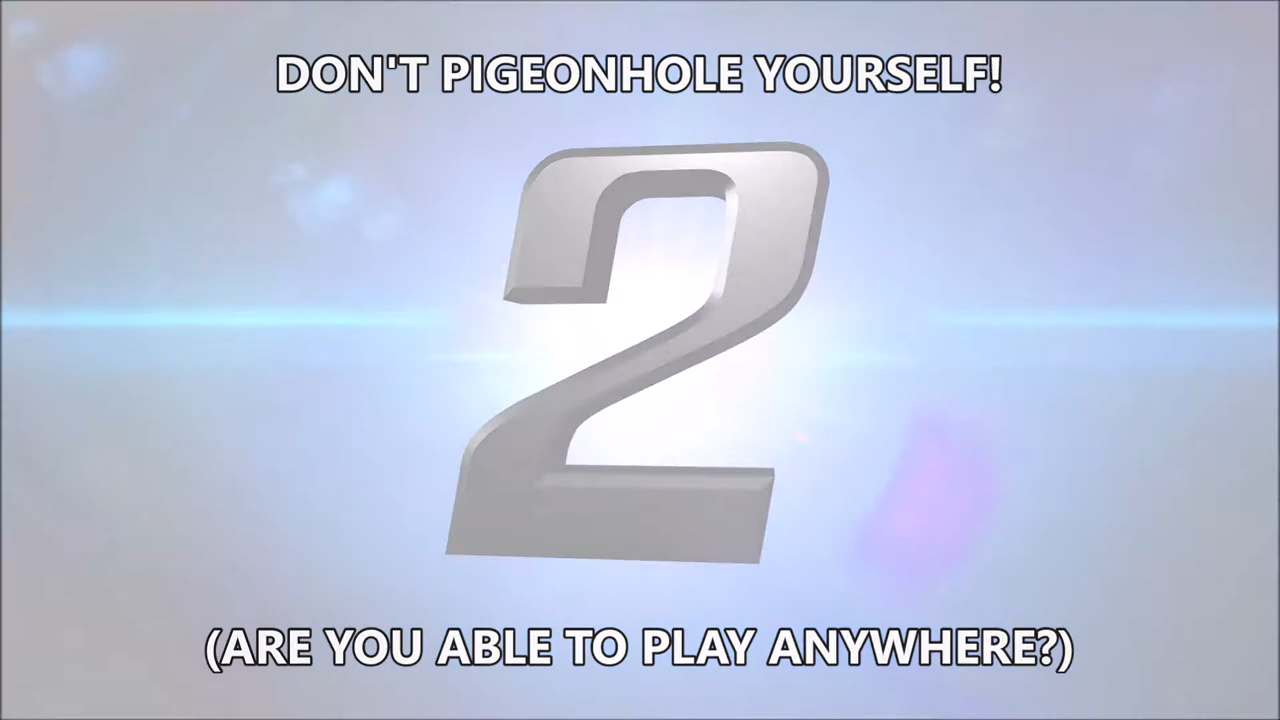 DON'T PIGEONHOLE YOURSELF!
2
(ARE YOU ABLE TO PLAY ANYWHERE?)